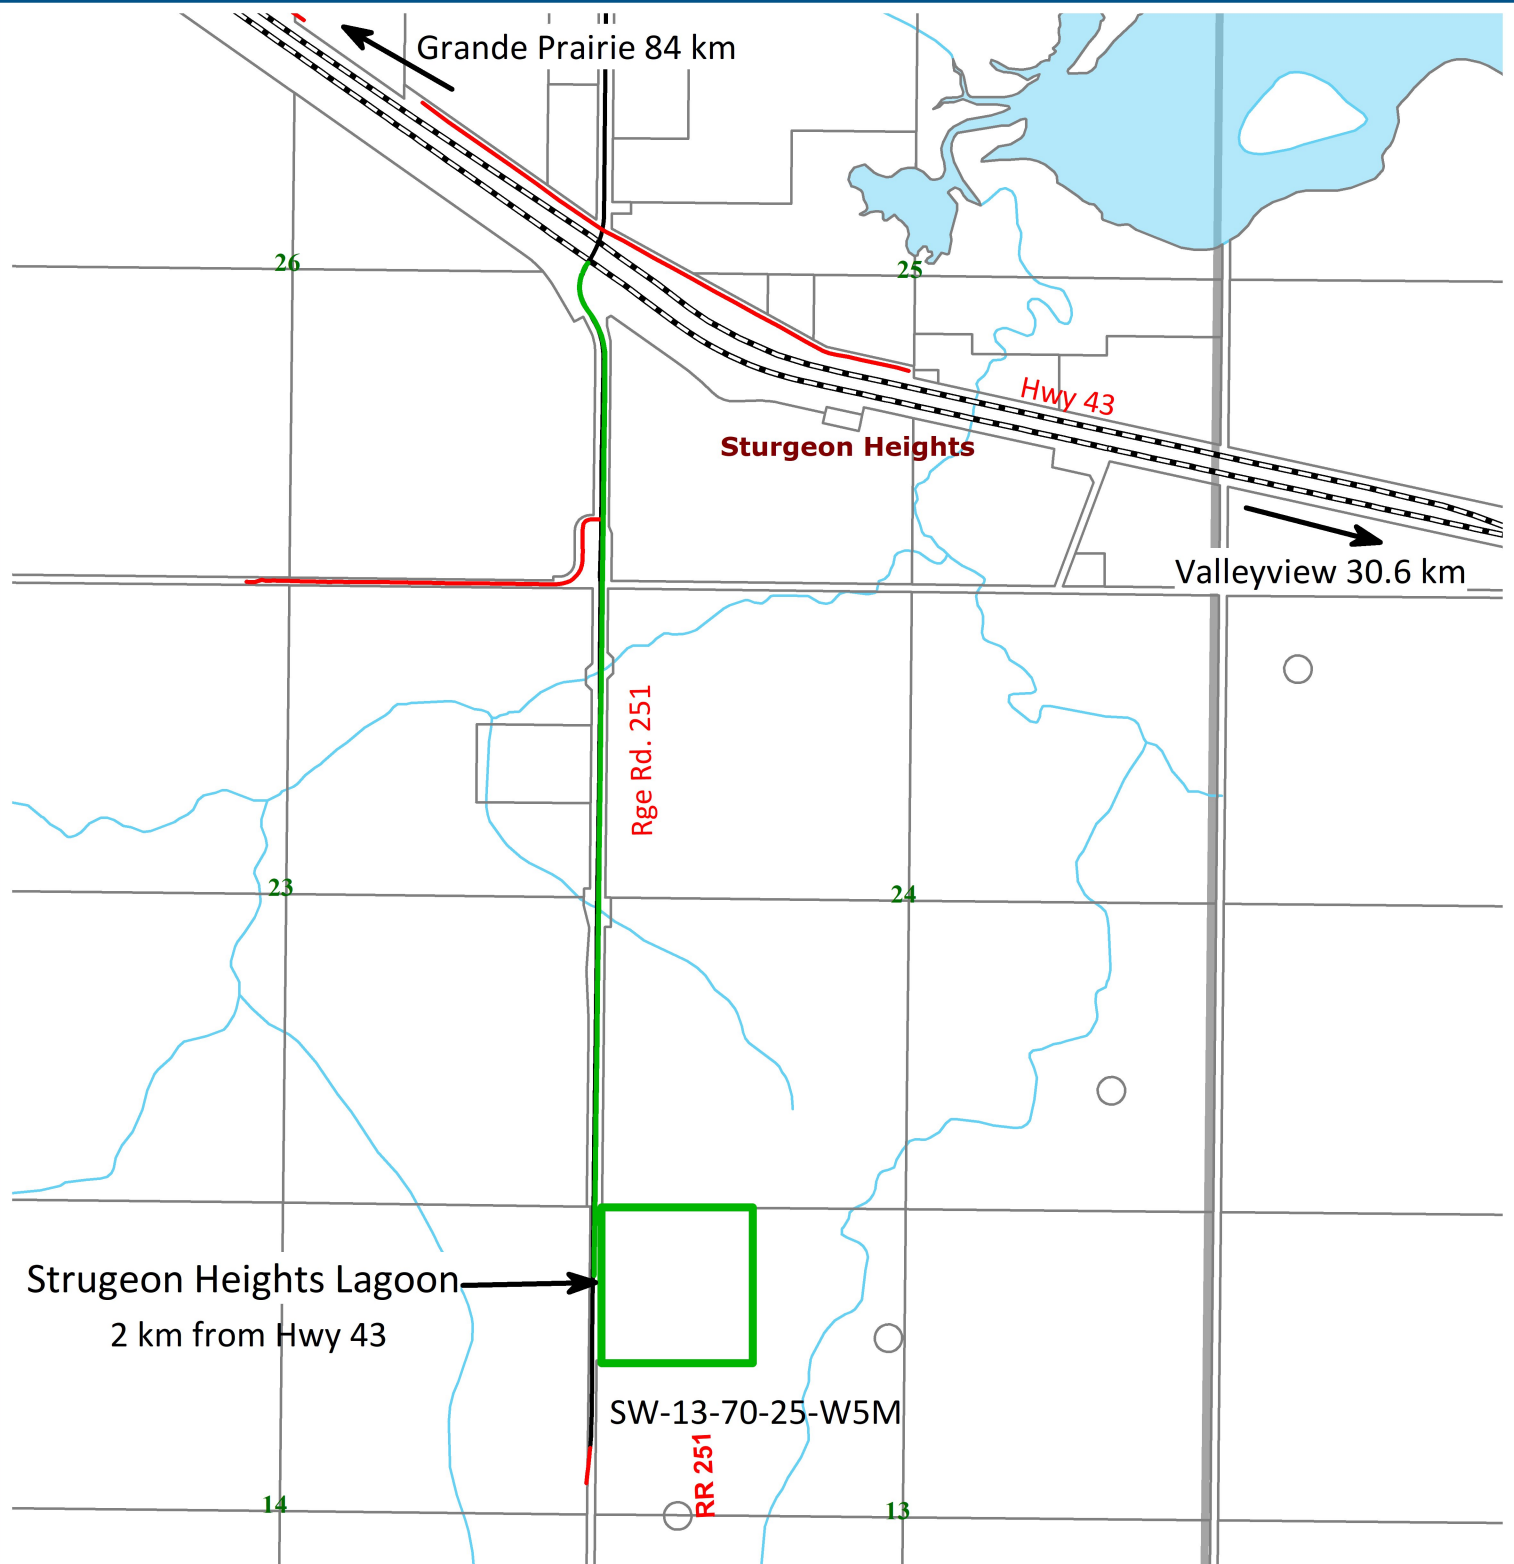 Grande Prairie 84 km
26
25
Hwy 43
Sturgeon Heights
Valleyview 30.6 km
Rge Rd. 251
23
24
Strugeon Heights Lagoon
2 km from Hwy 43
SW-13-70-25-W5M
RR 251
14
13